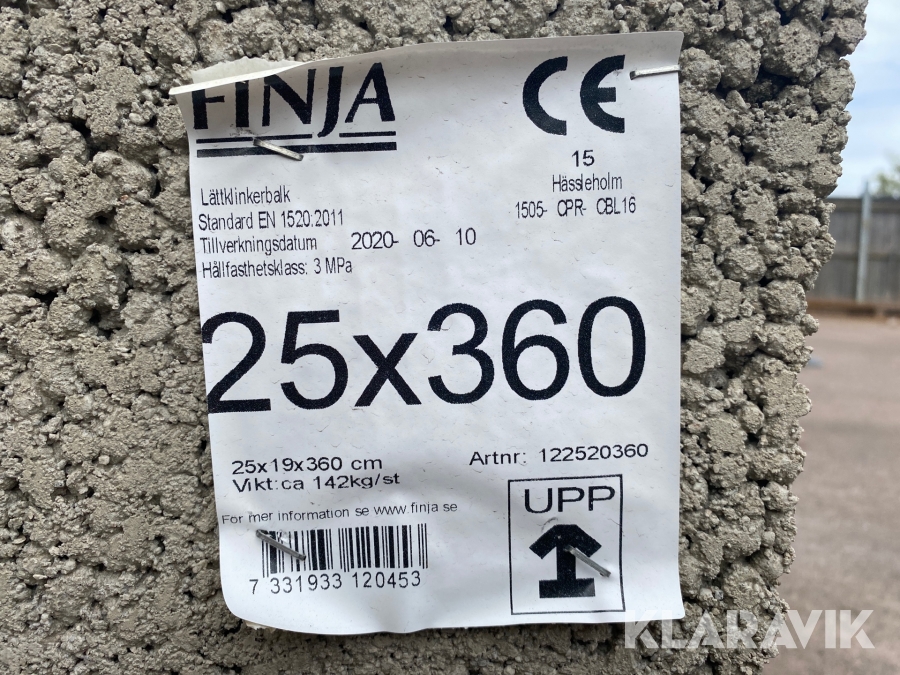 FINJA
CE
15
Hässleholm
1505- CPR- CBL16
Lättklinkerbalk
Standard EN 1520:2011
Tillverkningsdatum 2020- 06- 10
Hållfasthetsklass: 3 MPa
25x360
25x19x360 cm
Vikt:ca 142kg/st
Artnr: 122520360
For mer information se www.finja.se
7 331933 120453
UPP
KLARAVIK